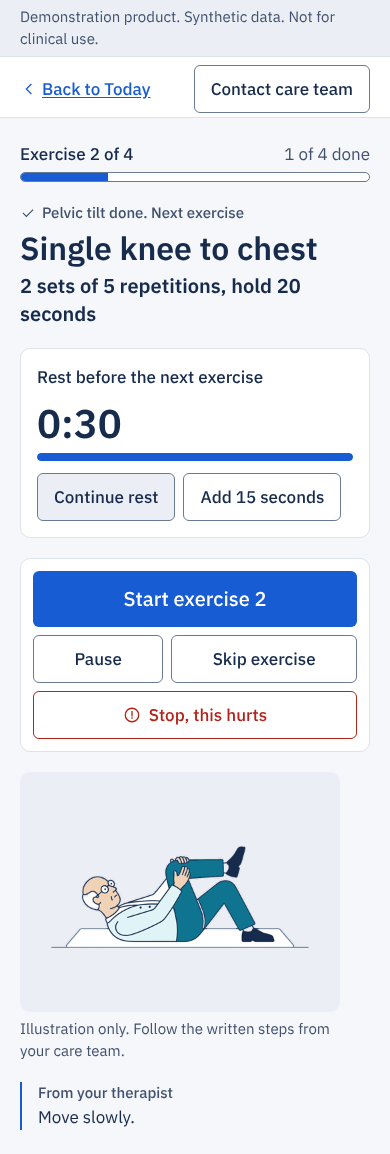 Demonstration product. Synthetic data. Not for
clinical use.
Back to Today
Contact care team
Exercise 2 of 4
1 of 4 done
Pelvic tilt done. Next exercise
Single knee to chest
2 sets of 5 repetitions, hold 20
seconds
Rest before the next exercise
0:30
Continue rest
Add 15 seconds
Start exercise 2
Pause
Skip exercise
Stop, this hurts
Illustration only. Follow the written steps from
your care team.
From your therapist
Move slowly.